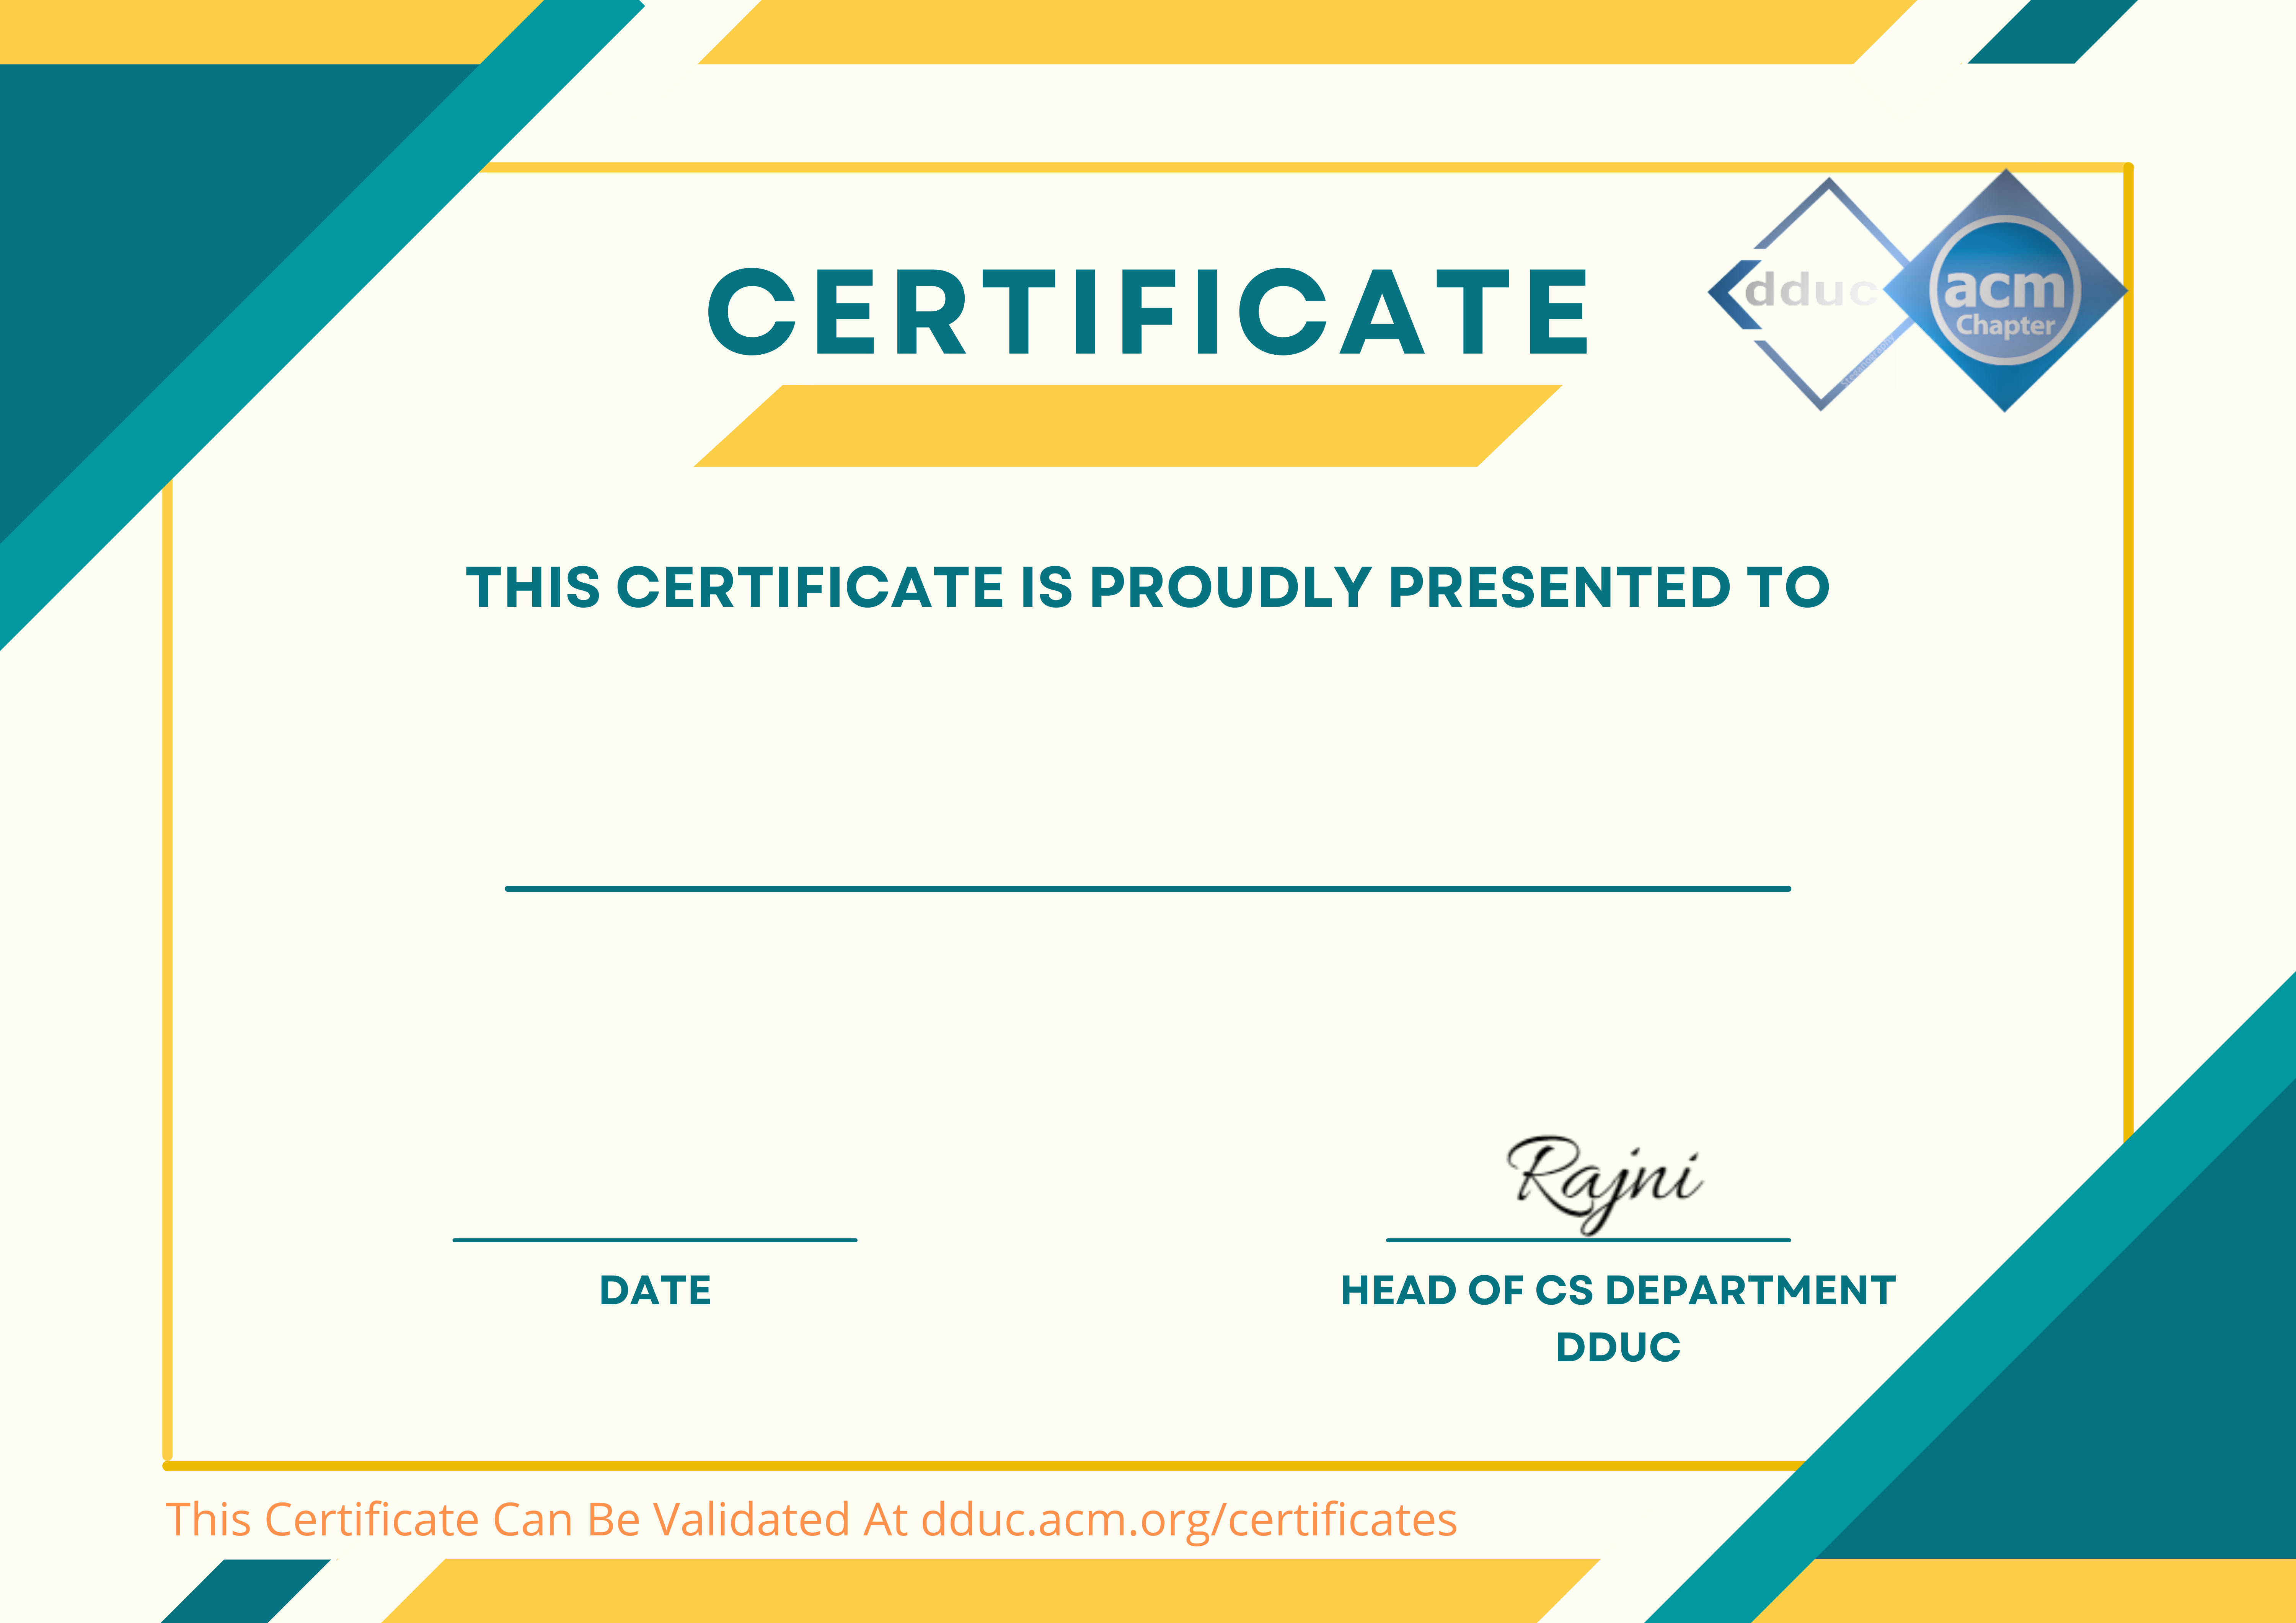 CERTIFICATE
dduc
acm
Chapter
THIS CERTIFICATE IS PROUDLY PRESENTED TO
Rajni
DATE
HEAD OF CS DEPARTMENT
DDUC
This Certificate Can Be Validated At dduc.acm.org/certificates